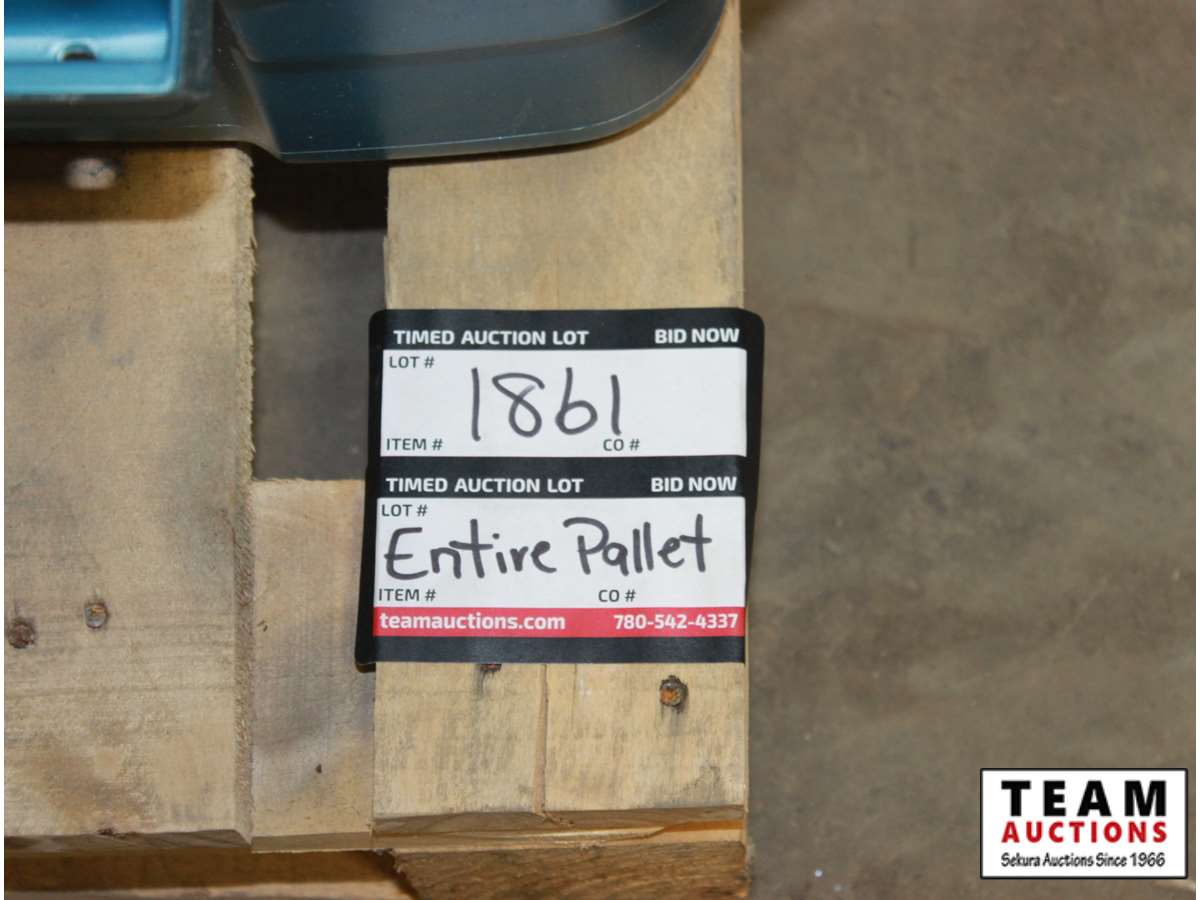 TIMED AUCTION LOT BID NOW
LOT #
1861
ITEM # CO #
TIMED AUCTION LOT BID NOW
LOT #
Entire Pallet
ITEM # CO #
teamauctions.com 780-542-4337
TEAM
AUCTIONS
Sekura Auctions Since 1966